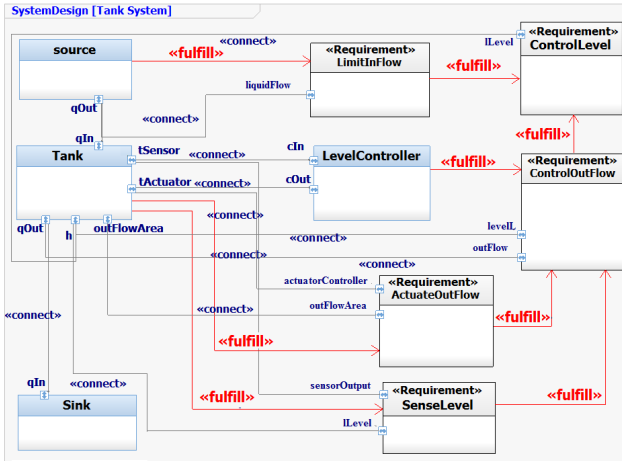 SystemDesign [Tank System]
source
«fulfill»
«Requirement»
LimitInFlow
«connect»
lLevel
«Requirement»
ControlLevel
«fulfill»
liquidFlow
qOut
«connect»
«fulfill»
qIn
Tank
tSensor
«connect»
cIn
LevelController
«fulfill»
«Requirement»
ControlOutFlow
tActuator
«connect»
cOut
«connect»
qOut
h
outFlowArea
levelL
«connect»
outFlow
«connect»
actuatorController
«Requirement»
ActuateOutFlow
outFlowArea
«connect»
«connect»
«fulfill»
«fulfill»
qIn
«connect»
sensorOutput
«Requirement»
SenseLevel
«fulfill»
«fulfill»
Sink
lLevel